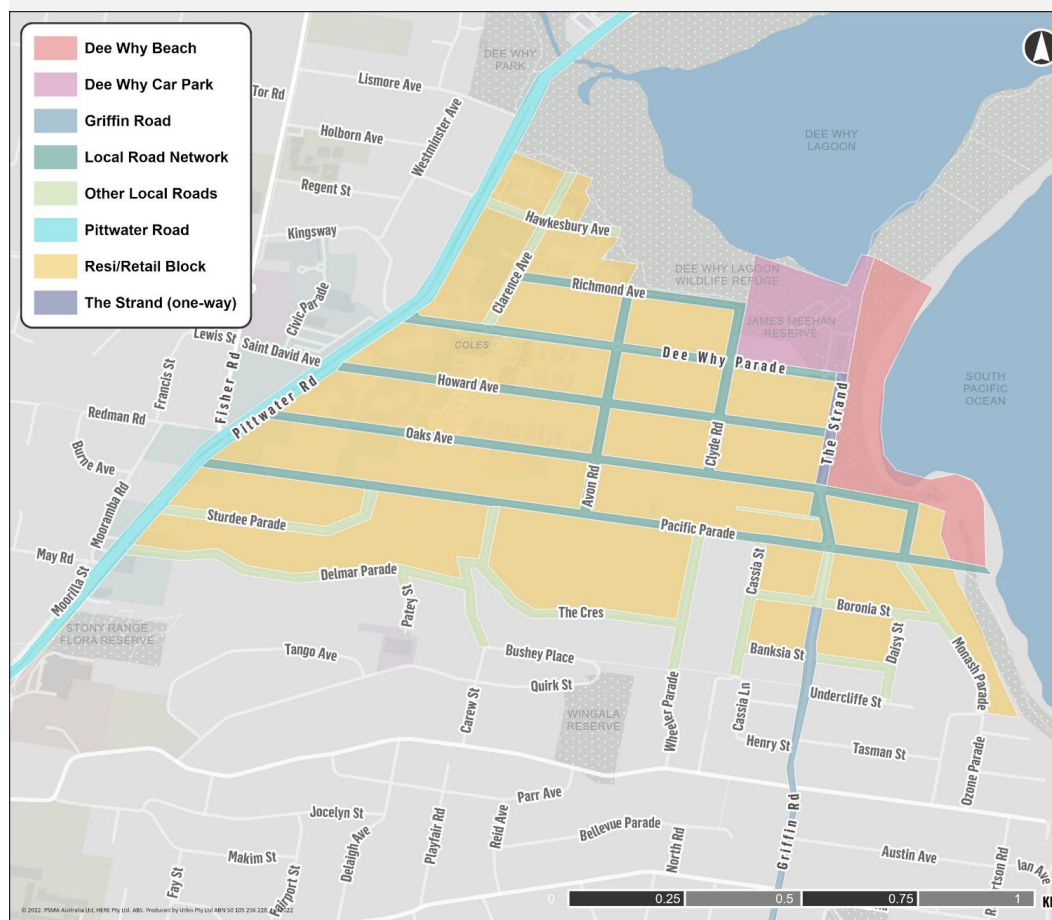 Dee Why Beach
Dee Why Car Park
Griffin Road
Local Road Network
Other Local Roads
Pittwater Road
Resi/Retail Block
The Strand (one-way)
DEE WHY
PARK
Lismore Ave
Tor Rd
Holborn Ave
Westminster Ave
Regent St
Kingsway
DEE WHY
LAGOON
Hawkesbury Ave
Clarence Ave
Richmond Ave
DEE WHY LAGOON
WILDLIFE REFUGE
JAMES MEEHAN
RESERVE
Civic Parade
Lewis St
Saint David Ave
COLES
Dee Why Parade
Francis St
Fisher Rd
Pittwater Rd
Howard Ave
The Strand
SOUTH
PACIFIC
OCEAN
Redman Rd
Oaks Ave
Clyde Rd
Burne Ave
Avon Rd
Mooramba Rd
Sturdee Parade
Pacific Parade
May Rd
Moorilla St
Delmar Parade
Patey St
Cassia St
The Cres
Boronia St
STONY RANGE
FLORA RESERVE
Tango Ave
Bushey Place
Banksia St
Daisy St
Monash Parade
Quirk St
Carew St
WINGALA
RESERVE
Wheeler Parade
Cassia Ln
Undercliffe St
Henry St
Tasman St
Ozone Parade
Parr Ave
Jocelyn St
Delaigh Ave
Playfair Rd
Reid Ave
Bellevue Parade
North Rd
Griffin Rd
Makim St
Fay St
Fairport St
Austin Ave
0
0.25
0.5
0.75
1